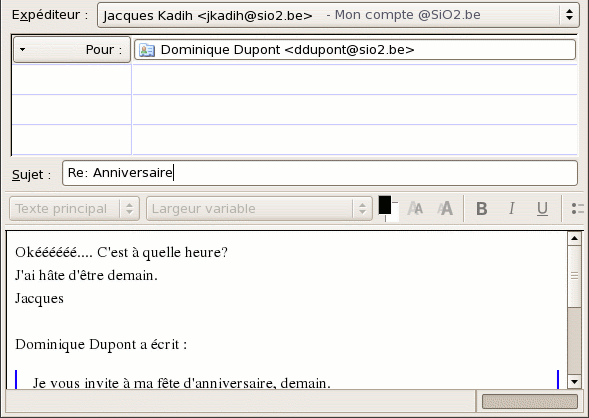 Expéditeur : Jacques Kadih <jkadih@sio2.be> - Mon compte @SiO2.be
Pour : Dominique Dupont <ddupont@sio2.be>
Sujet : Re: Anniversaire
Texte principal Largeur variable AA AA B I U
Okéééééé.... C'est à quelle heure?
J'ai hâte d'être demain.
Jacques
Dominique Dupont a écrit :
Je vous invite à ma fête d'anniversaire, demain.